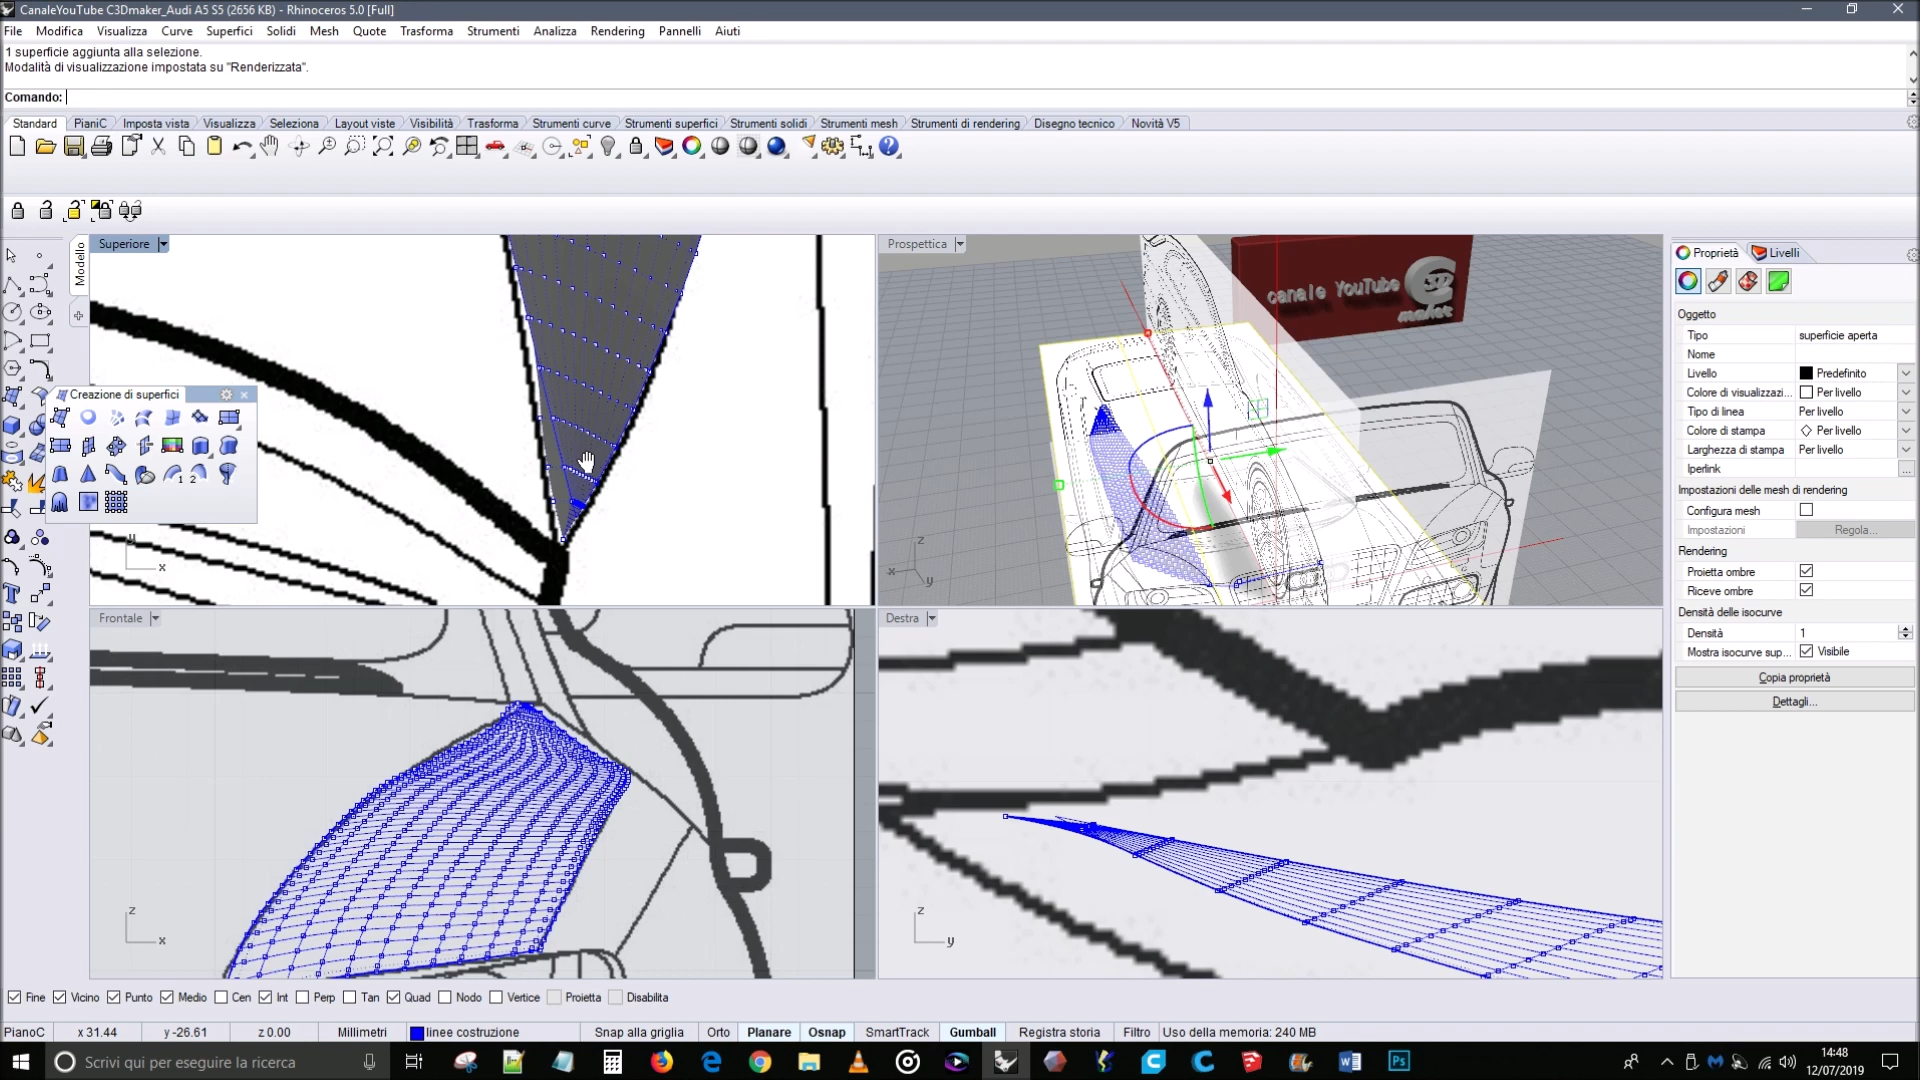 CanaleYouTube C3Dmaker_Audi A5 S5 (2656 KB) - Rhinoceros 5.0 [Full]
File Modifica Visualizza Curve Superfici Solidi Mesh Quote Trasforma Strumenti Analizza Rendering Pannelli Aiuti
1 superficie aggiunta alla selezione.
Modalità di visualizzazione impostata su "Renderizzata".
Comando:
Standard PianiC Imposta vista Visualizza Seleziona Layout viste Visibilità Trasforma Strumenti curve Strumenti superfici Strumenti solidi Strumenti mesh Strumenti di rendering Disegno tecnico Novità V5
Modello
Superiore
Prospettica
canale YouTube
maker
Creazione di superfici
1 2
y
x
z
x
y
Frontale
Destra
z
x
z
y
Proprietà Livelli
Oggetto
Tipo superficie aperta
Nome
Livello Predefinito
Colore di visualizzazi... Per livello
Tipo di linea Per livello
Colore di stampa Per livello
Larghezza di stampa Per livello
Iperlink ...
Impostazioni delle mesh di rendering
Configura mesh
Impostazioni Regola...
Rendering
Proietta ombre
Riceve ombre
Densità delle isocurve
Densità 1
Mostra isocurve sup... Visibile
Copia proprietà
Dettagli...
Fine Vicino Punto Medio Cen Int Perp Tan Quad Nodo Vertice Proietta Disabilita
PianoC x 31.44 y -26.61 z 0.00 Millimetri linee costruzione Snap alla griglia Orto Planare Osnap SmartTrack Gumball Registra storia Filtro Uso della memoria: 240 MB
Scrivi qui per eseguire la ricerca
14:48
12/07/2019